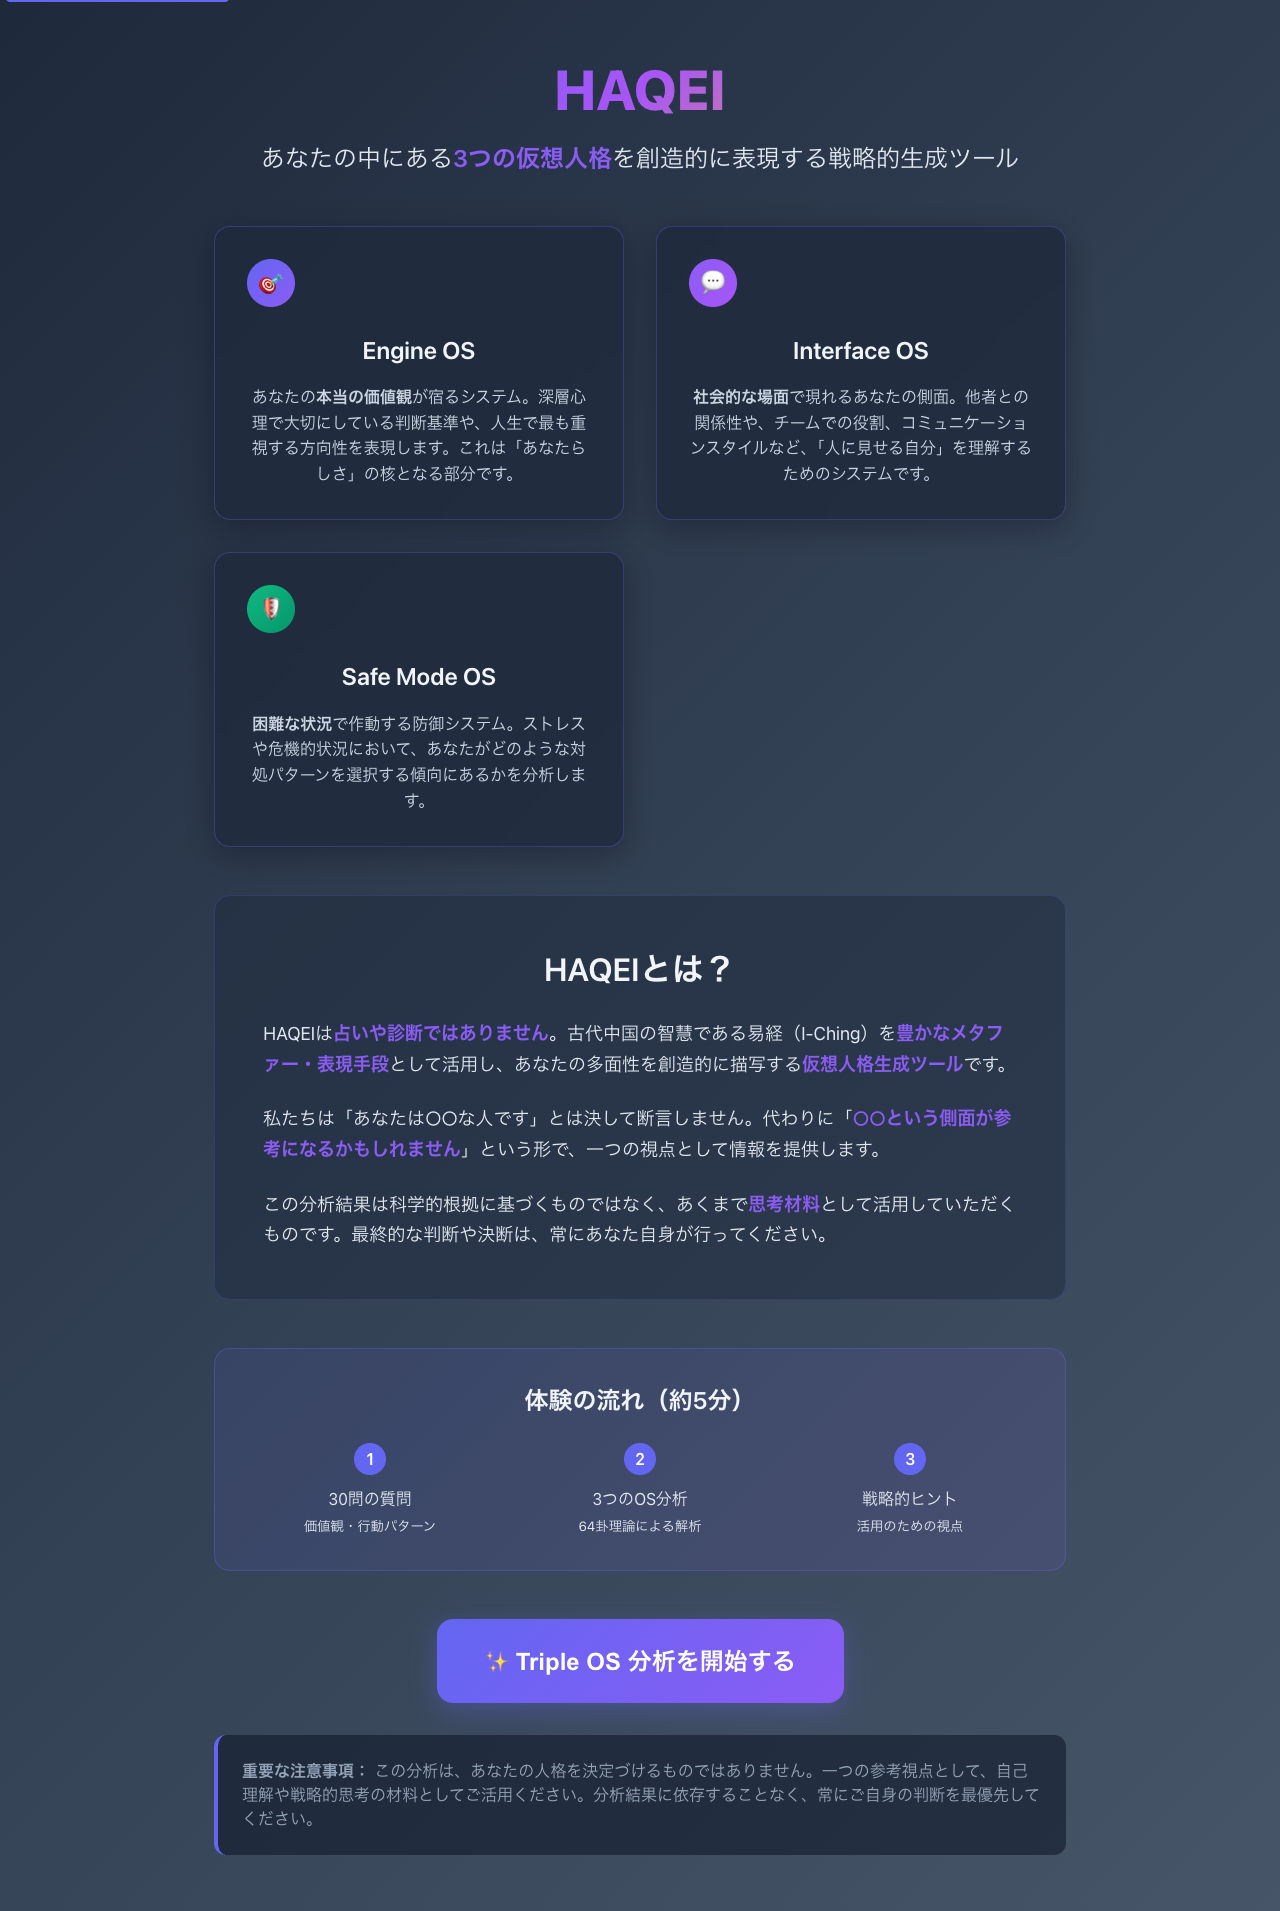 HAQEI
あなたの中にある3つの仮想人格を創造的に表現する戦略的生成ツール
Engine OS
あなたの本当の価値観が宿るシステム。深層心
理で大切にしている判断基準や、人生で最も重
視する方向性を表現します。これは「あなたら
しさ」の核となる部分です。
Interface OS
社会的な場面で現れるあなたの側面。他者との
関係性や、チームでの役割、コミュニケーショ
ンスタイルなど、「人に見せる自分」を理解する
ためのシステムです。
Safe Mode OS
困難な状況で作動する防御システム。ストレス
や危機的状況において、あなたがどのような対
処パターンを選択する傾向にあるかを分析しま
す。
HAQEIとは？
HAQEIは占いや診断ではありません。古代中国の智慧である易経（I-Ching）を豊かなメタフ
ァー・表現手段として活用し、あなたの多面性を創造的に描写する仮想人格生成ツールです。
私たちは「あなたは〇〇な人です」とは決して断言しません。代わりに「〇〇という側面が参
考になるかもしれません」という形で、一つの視点として情報を提供します。
この分析結果は科学的根拠に基づくものではなく、あくまで思考材料として活用していただく
ものです。最終的な判断や決断は、常にあなた自身が行ってください。
体験の流れ（約5分）
1
30問の質問
価値観・行動パターン
2
3つのOS分析
64卦理論による解析
3
戦略的ヒント
活用のための視点
✨ Triple OS 分析を開始する
重要な注意事項： この分析は、あなたの人格を決定づけるものではありません。一つの参考視点として、自己
理解や戦略的思考の材料としてご活用ください。分析結果に依存することなく、常にご自身の判断を最優先して
ください。